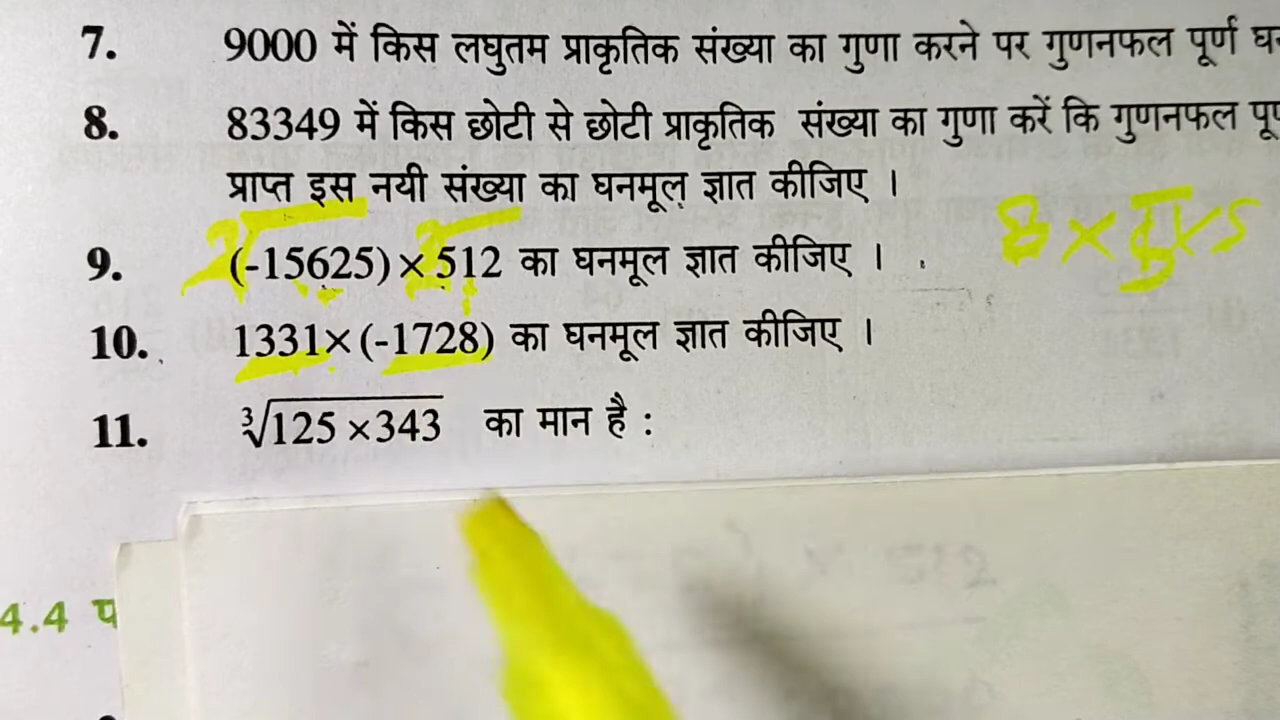 7. 9000 में किस लघुतम प्राकृतिक संख्या का गुणा करने पर गुणनफल पूर्ण
8. 83349 में किस छोटी से छोटी प्राकृतिक संख्या का गुणा करें कि गुणनफल
प्राप्त इस नयी संख्या का घनमूल ज्ञात कीजिए ।
9. (-15625)×512 का घनमूल ज्ञात कीजिए ।
10. 1331×(-1728) का घनमूल ज्ञात कीजिए ।
11. ∛125×343 का मान है :
4.4